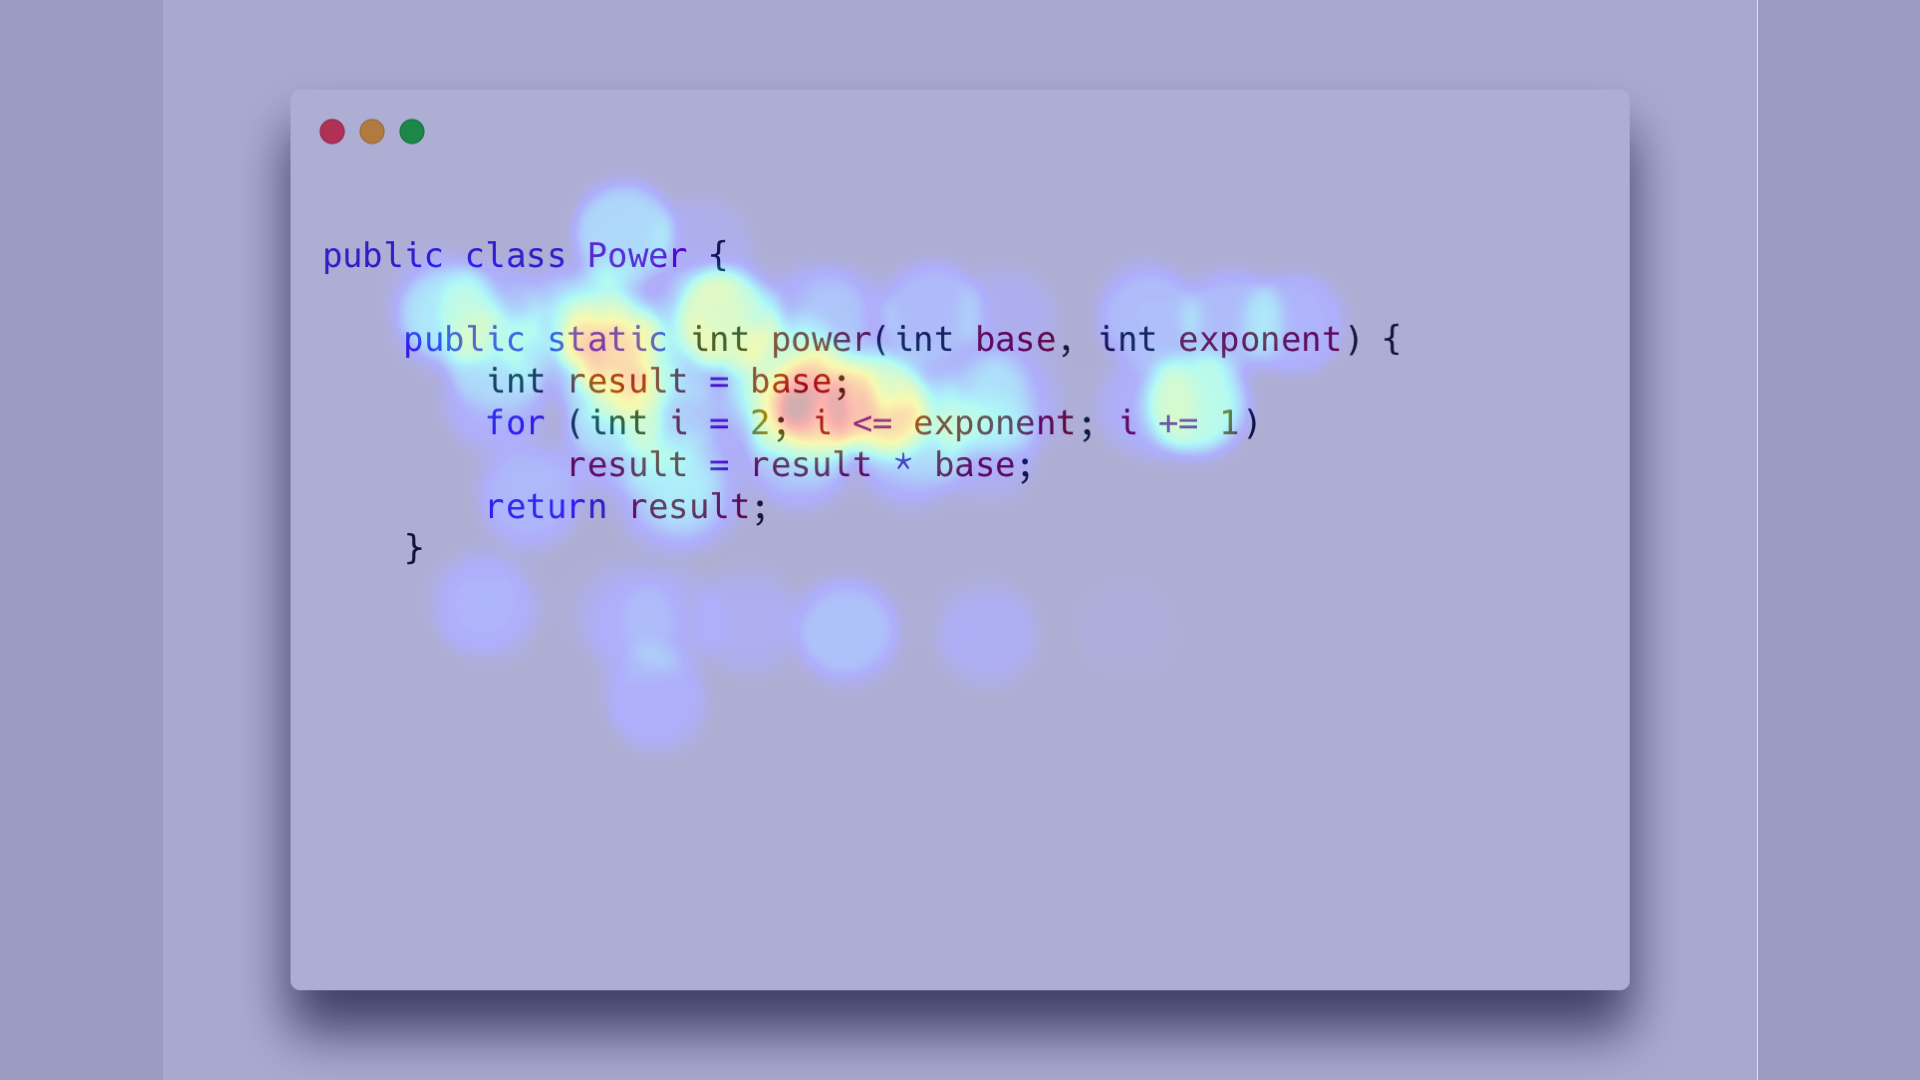 public class Power {
public static int power(int base, int exponent) {
int result = base;
for (int i = 2; i <= exponent; i += 1)
result = result * base;
return result;
}